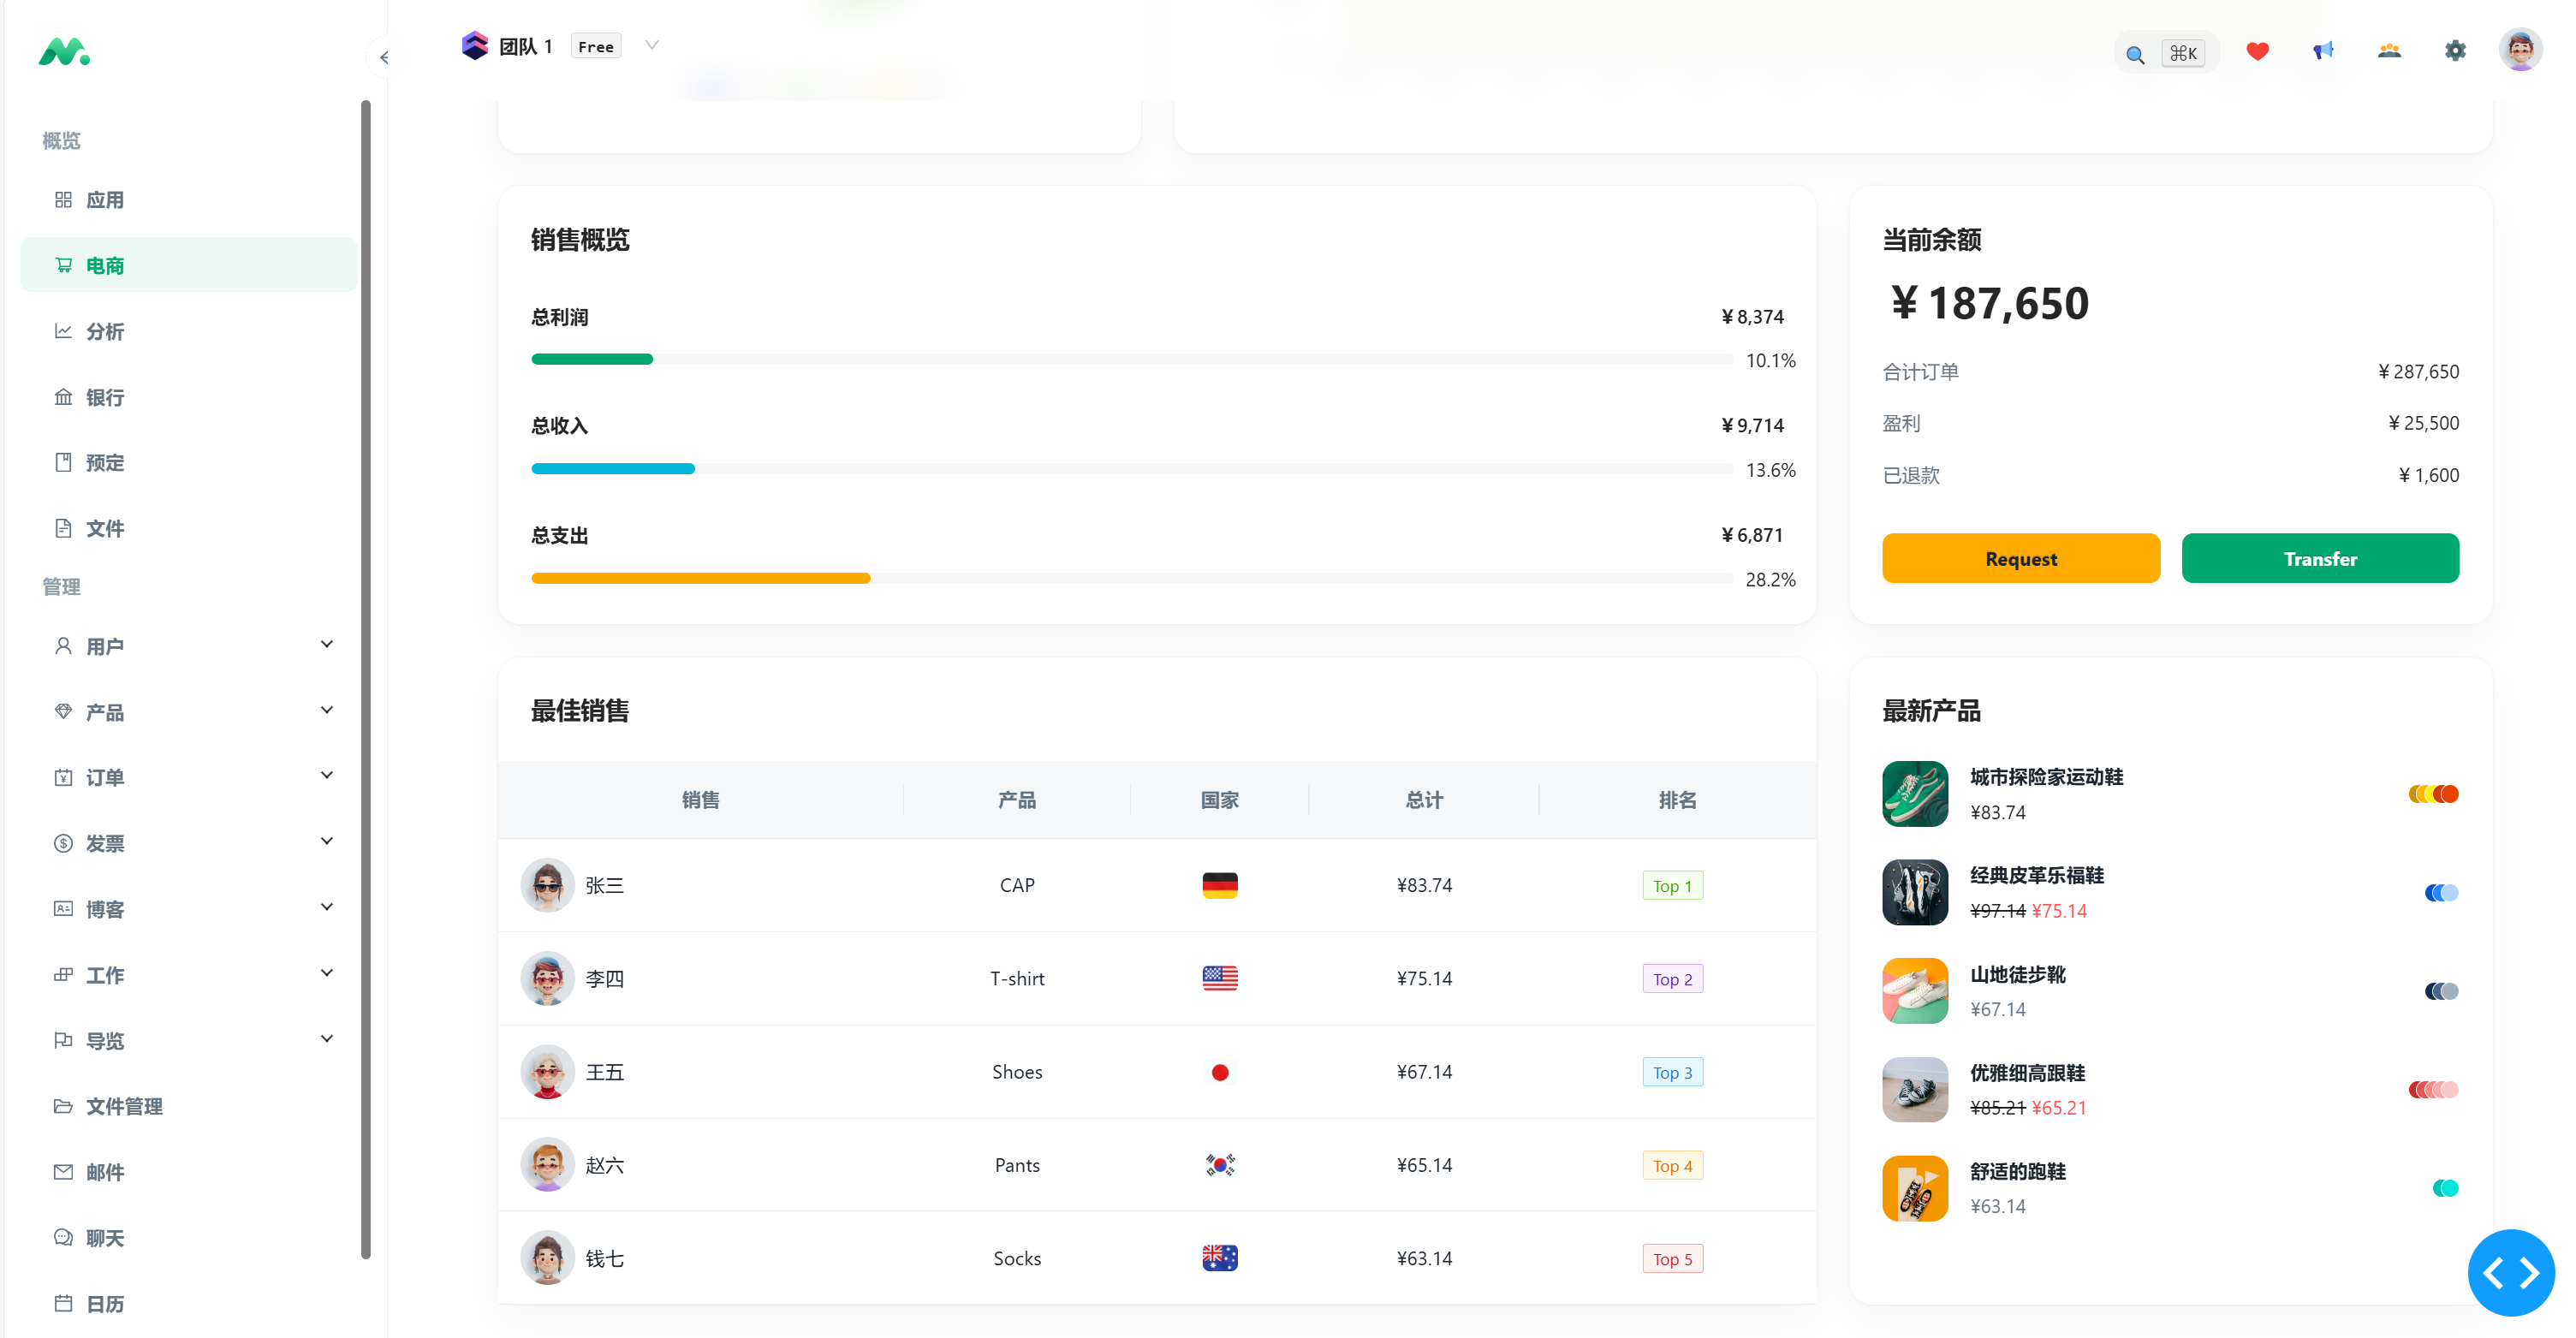 团队 1 Free
⌘K
概览
应用
电商
分析
银行
预定
文件
管理
用户
产品
订单
发票
博客
工作
导览
文件管理
邮件
聊天
日历
销售概览
总利润 ¥ 8,374
10.1%
总收入 ¥ 9,714
13.6%
总支出 ¥ 6,871
28.2%
当前余额
¥ 187,650
合计订单 ¥ 287,650
盈利 ¥ 25,500
已退款 ¥ 1,600
Request Transfer
最佳销售
销售 产品 国家 总计 排名
张三 CAP ¥83.74 Top 1
李四 T-shirt ¥75.14 Top 2
王五 Shoes ¥67.14 Top 3
赵六 Pants ¥65.14 Top 4
钱七 Socks ¥63.14 Top 5
最新产品
城市探险家运动鞋
¥83.74
经典皮革乐福鞋
¥97.14 ¥75.14
山地徒步靴
¥67.14
优雅细高跟鞋
¥85.21 ¥65.21
舒适的跑鞋
¥63.14